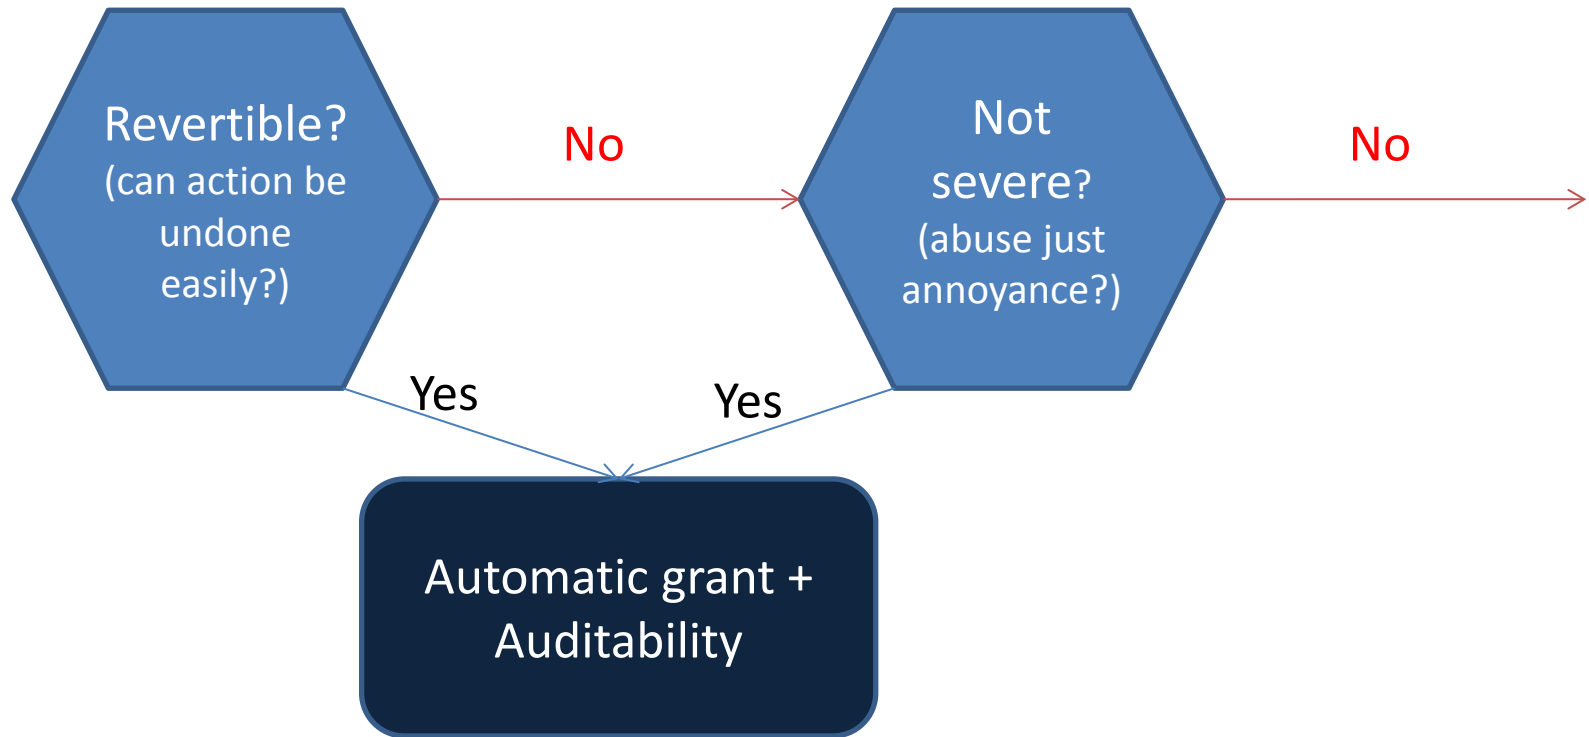 Revertible?
(can action be
undone
easily?)
No
Not
severe?
(abuse just
annoyance?)
No
Yes
Yes
Automatic grant +
Auditability